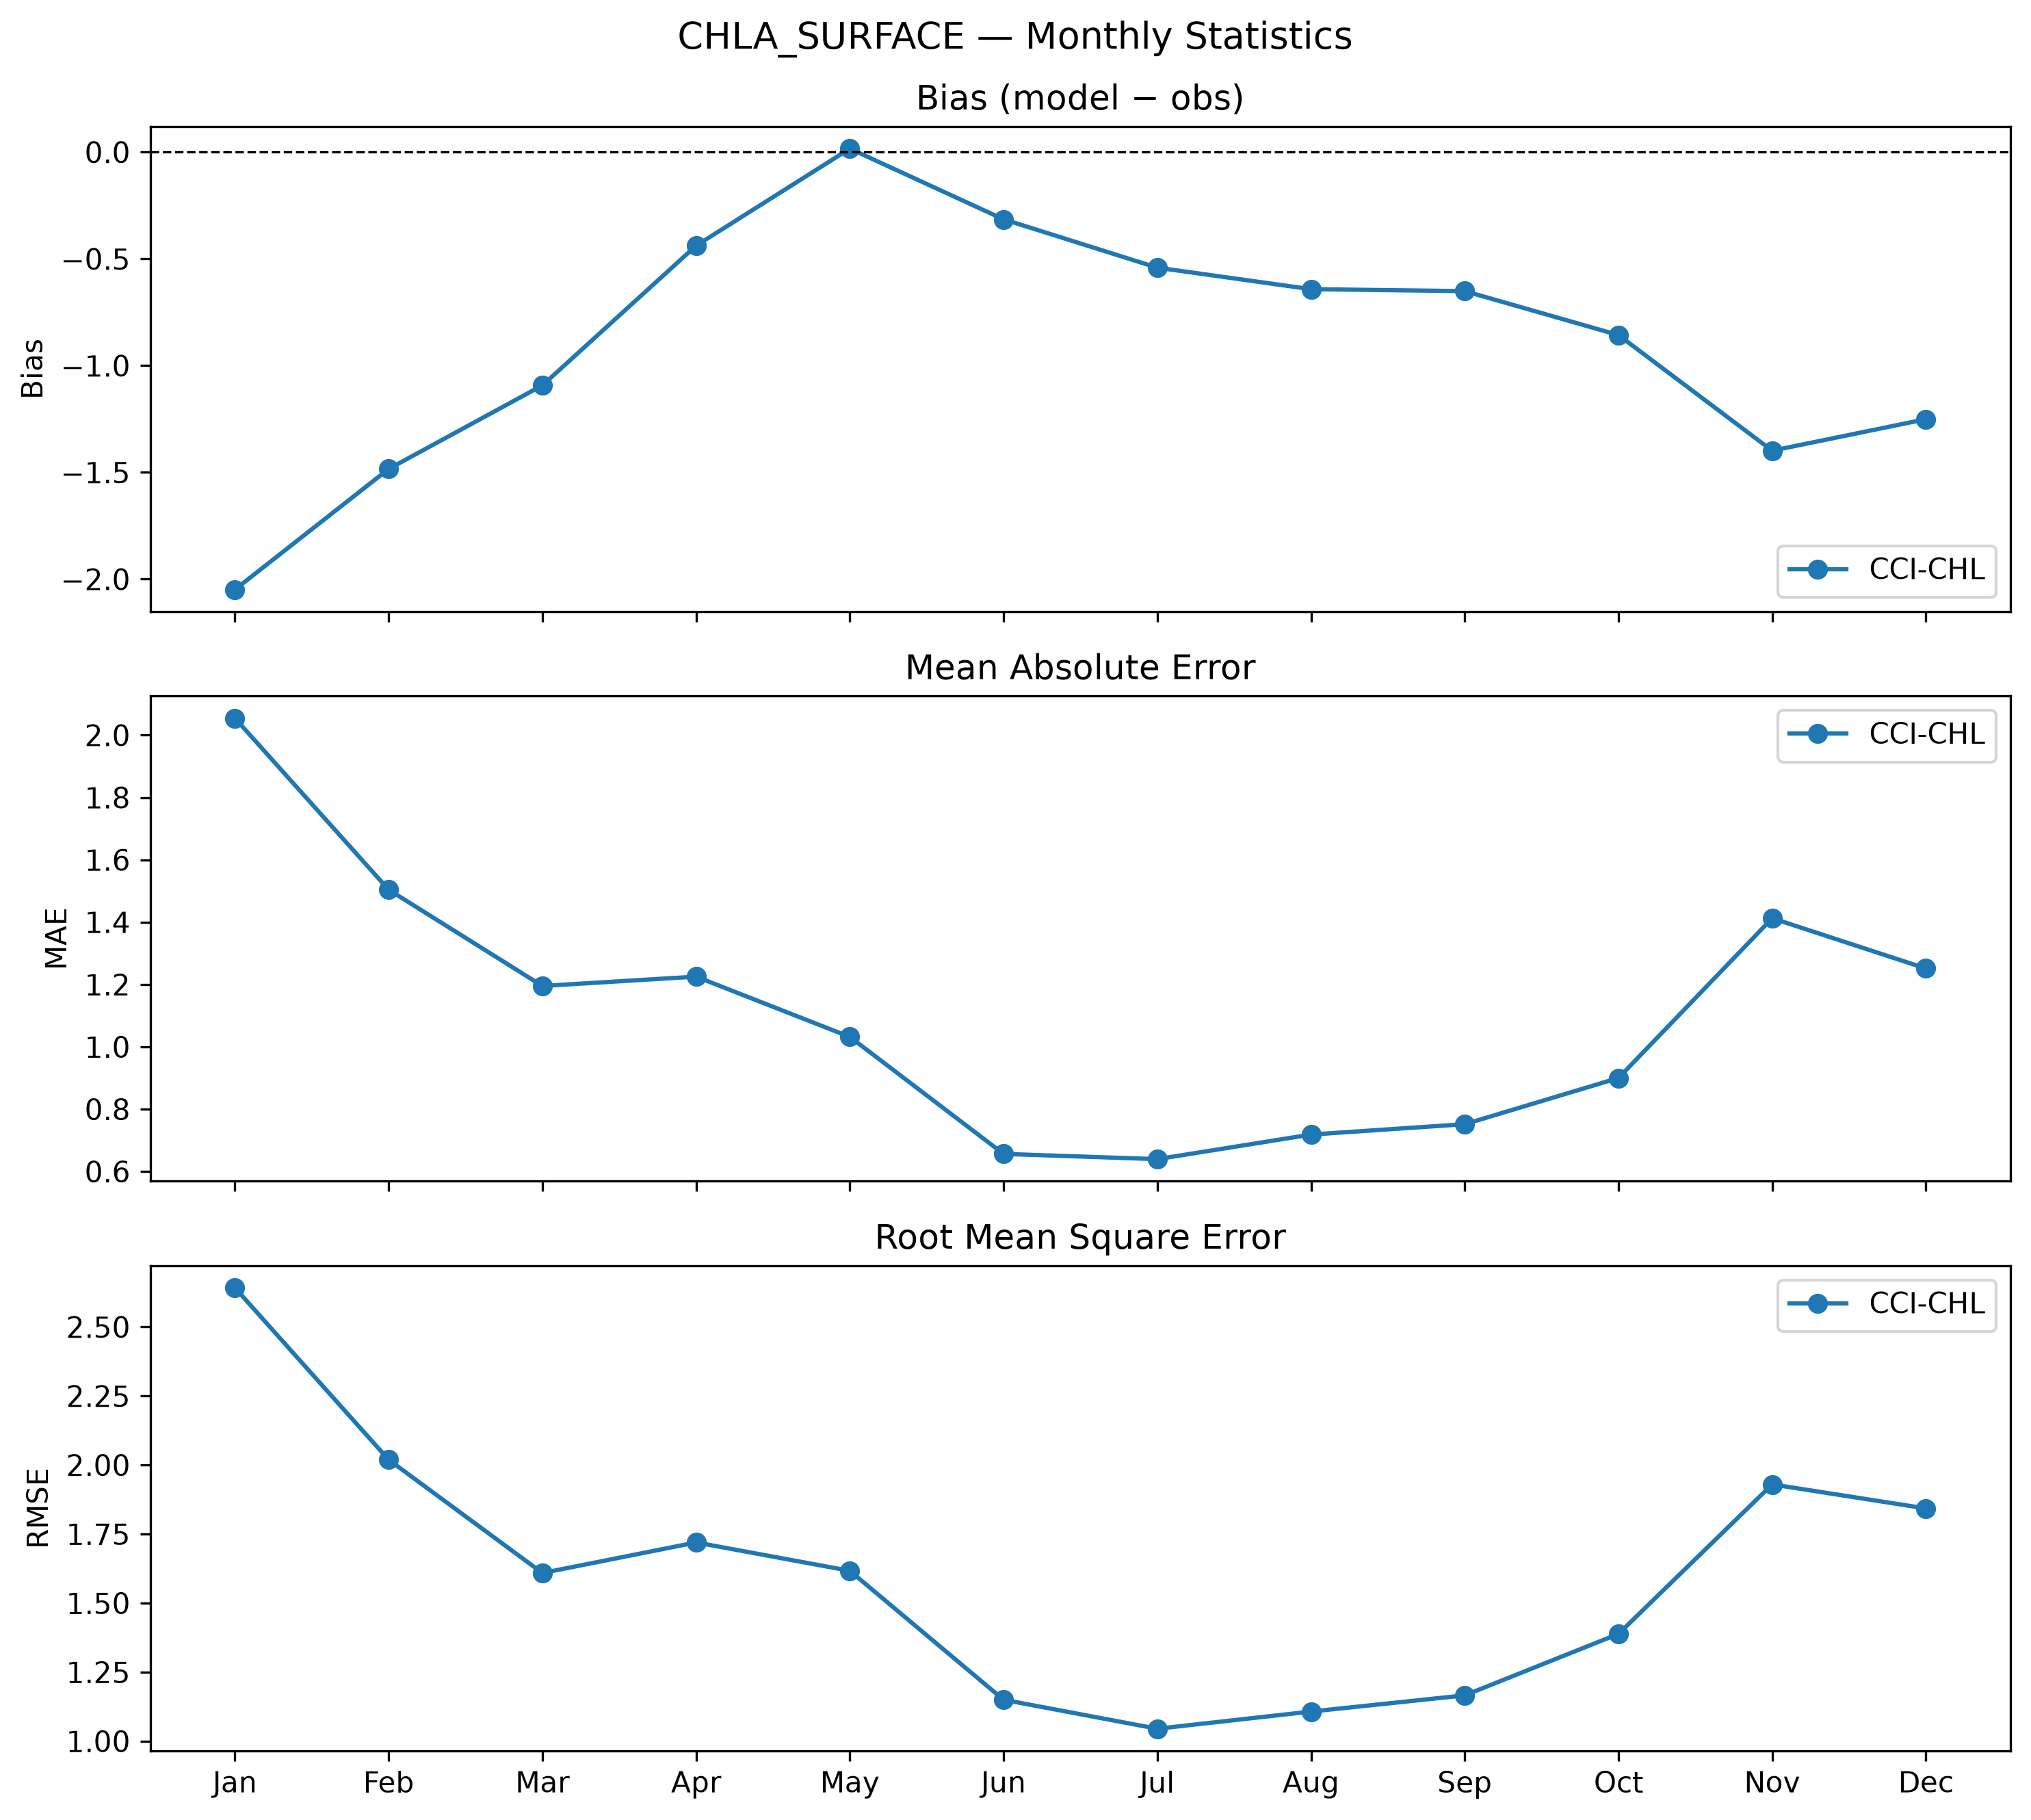 CHLA_SURFACE — Monthly Statistics
Bias (model − obs)
0.0
−0.5
−1.0
−1.5
−2.0
Bias
CCI-CHL
Mean Absolute Error
2.0
1.8
1.6
1.4
1.2
1.0
0.8
0.6
MAE
CCI-CHL
Root Mean Square Error
2.50
2.25
2.00
1.75
1.50
1.25
1.00
RMSE
CCI-CHL
Jan Feb Mar Apr May Jun Jul Aug Sep Oct Nov Dec